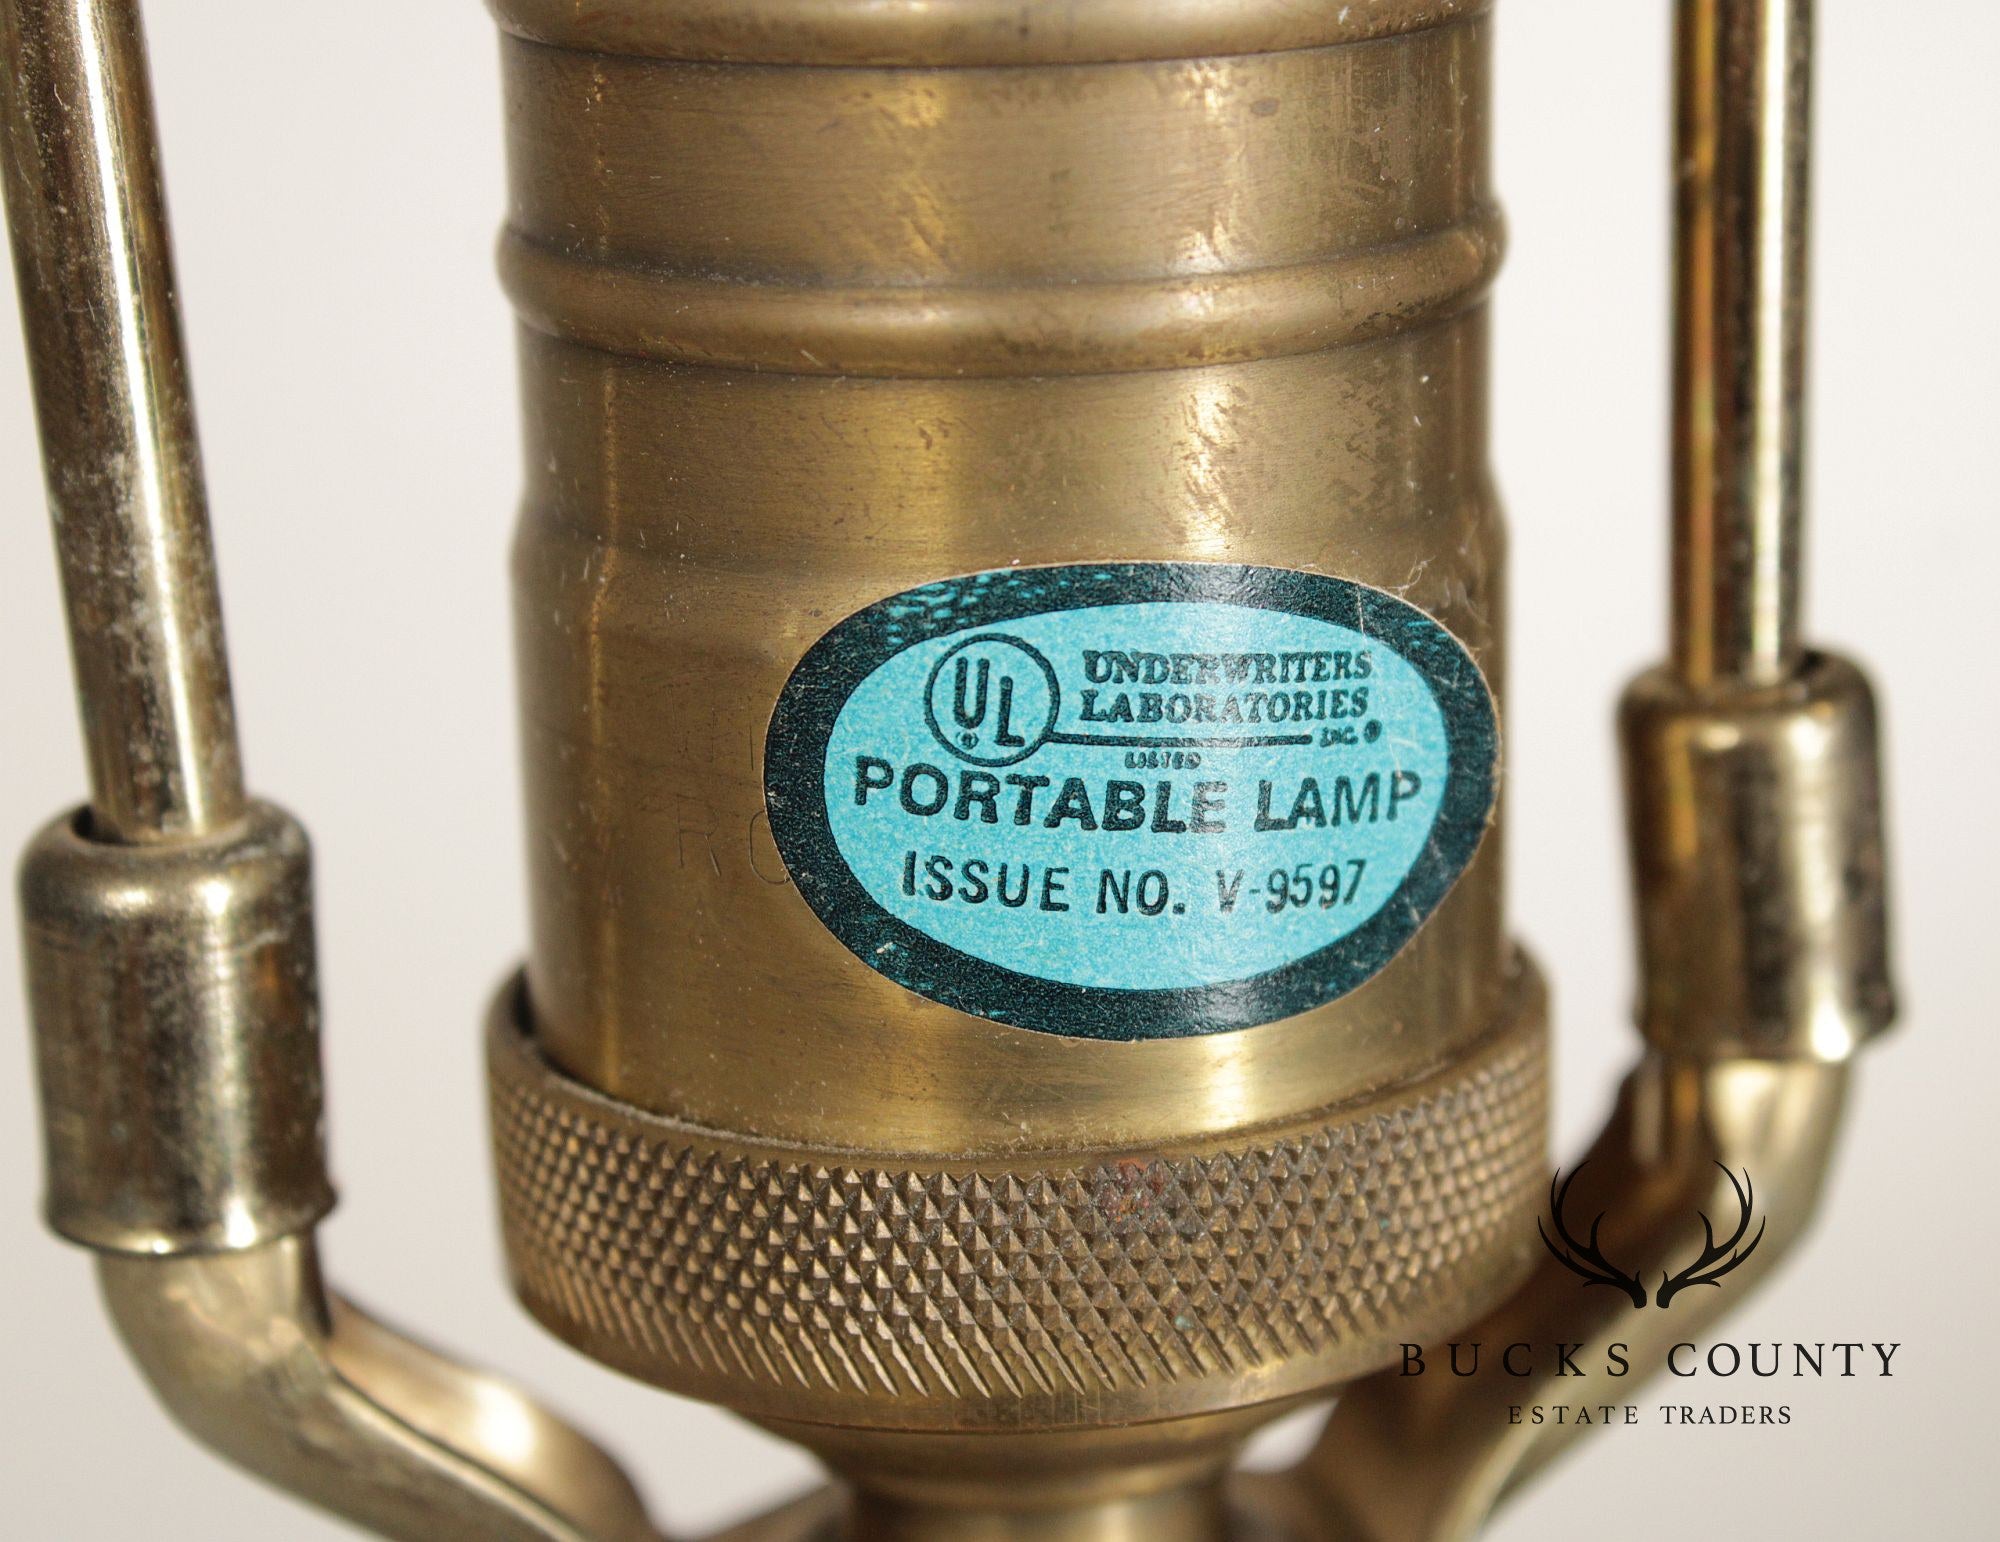 UL
UNDERWRITERS
LABORATORIES
INC. ®
LISTED
PORTABLE LAMP
ISSUE NO. V-9597
BUCKS COUNTY
ESTATE TRADERS